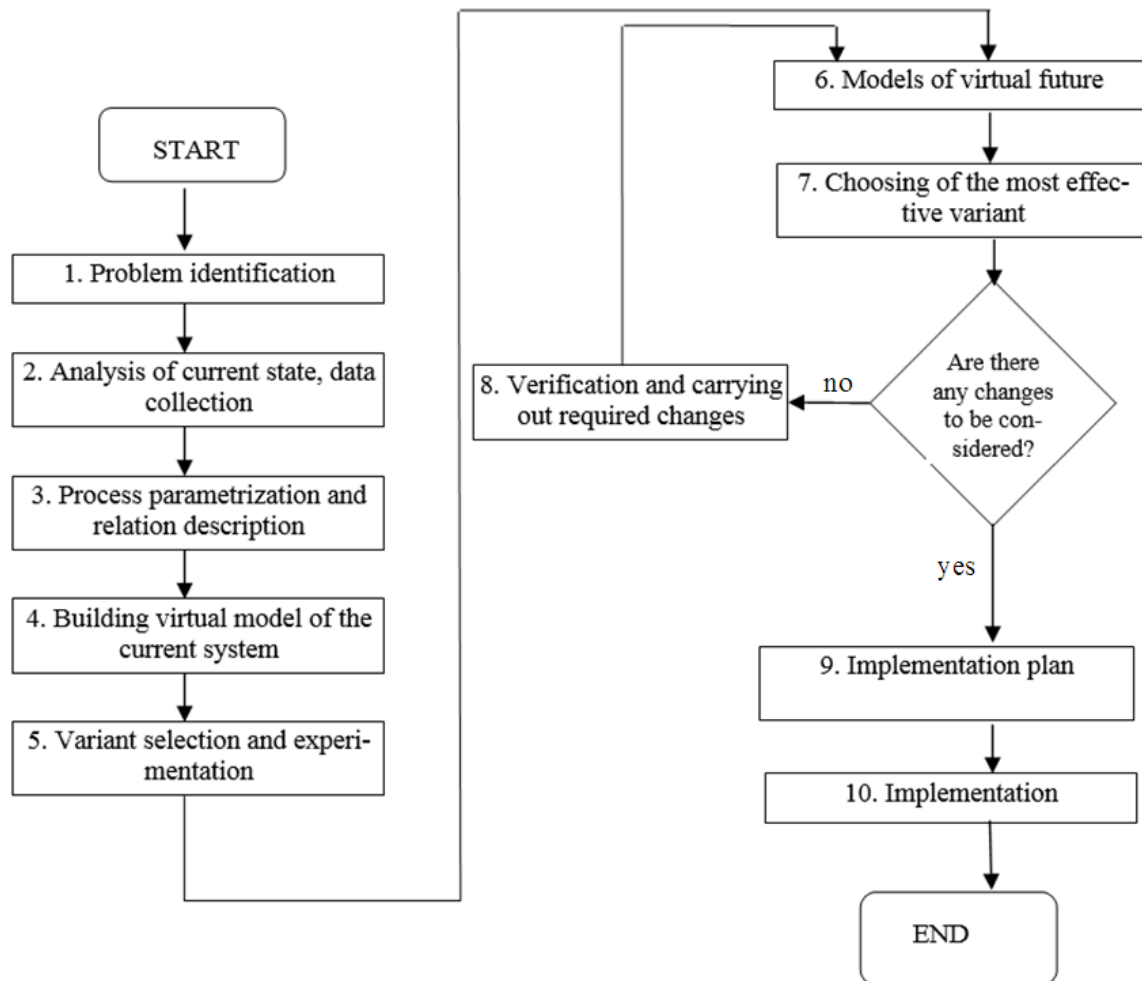 START
1. Problem identification
2. Analysis of current state, data
collection
3. Process parametrization and
relation description
4. Building virtual model of the
current system
5. Variant selection and experi-
mentation
6. Models of virtual future
7. Choosing of the most effec-
tive variant
Are there
any changes
to be con-
sidered?
no
8. Verification and carrying
out required changes
yes
9. Implementation plan
10. Implementation
END